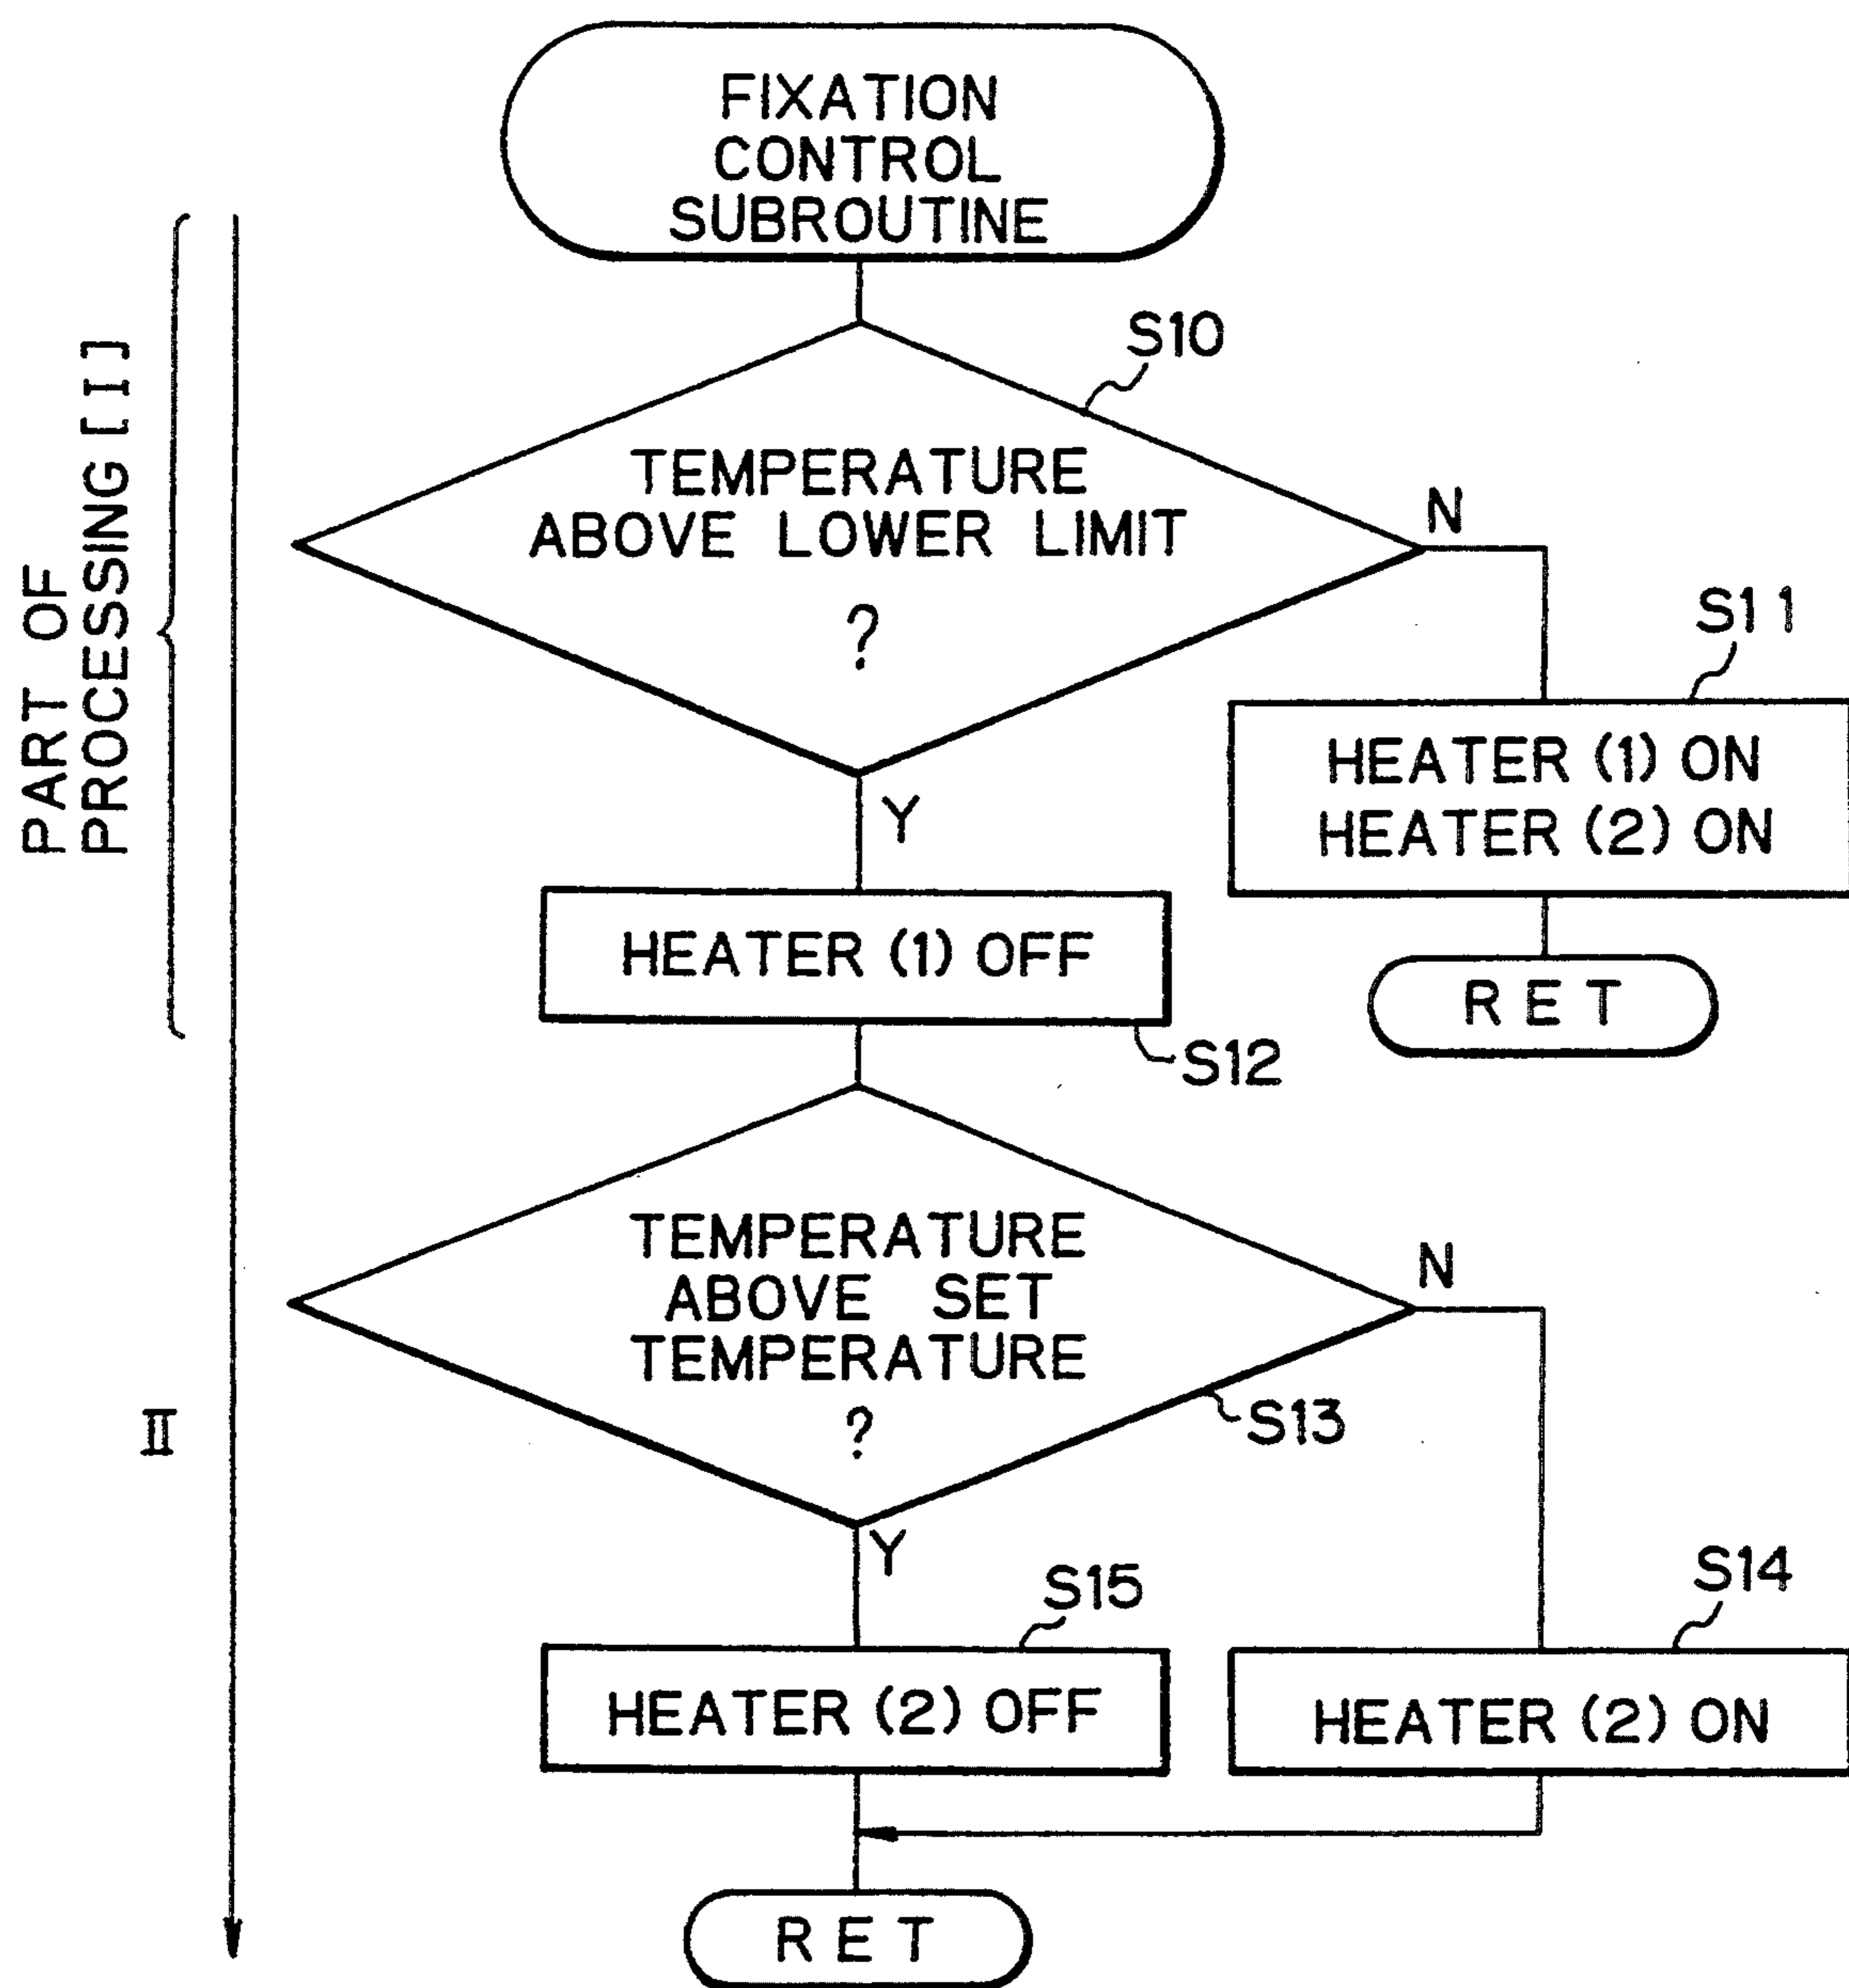 FIXATION
CONTROL
SUBROUTINE
PART OF
PROCESSING [I]
S10
TEMPERATURE
ABOVE LOWER LIMIT
?
N
S11
HEATER (1) ON
HEATER (2) ON
RET
Y
HEATER (1) OFF
S12
TEMPERATURE
ABOVE SET
TEMPERATURE
?
N
S13
II
Y
S15
HEATER (2) OFF
S14
HEATER (2) ON
RET